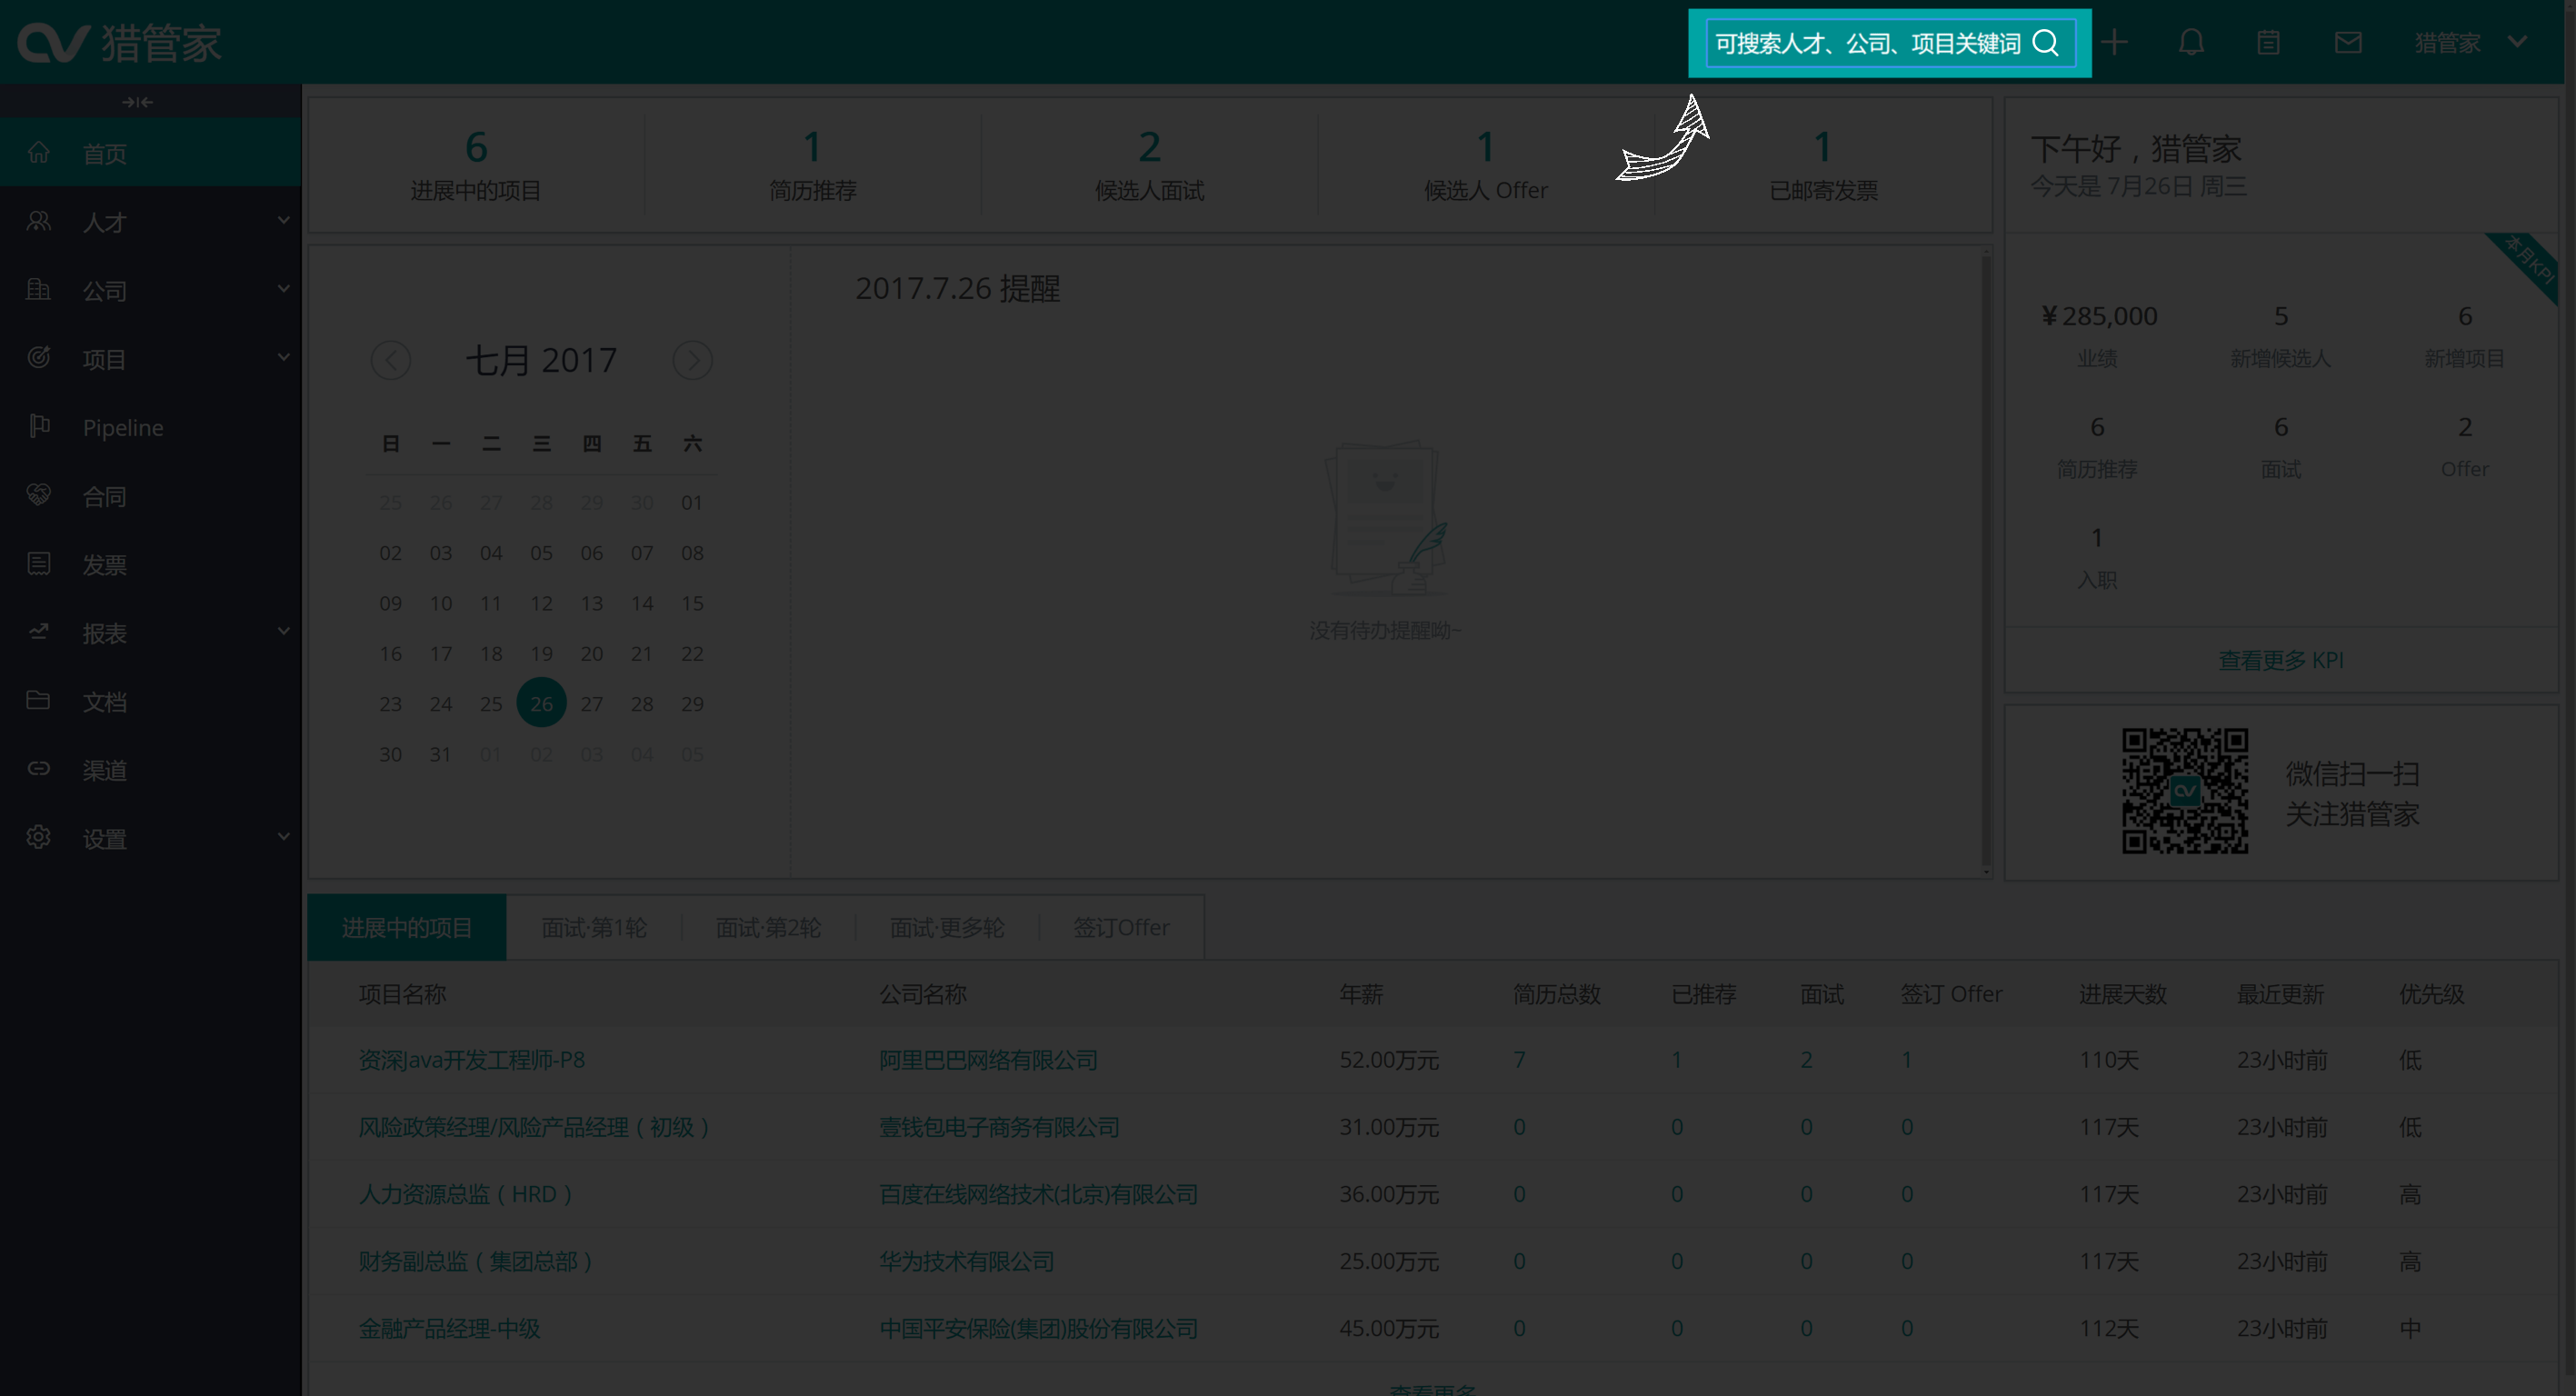 猎管家
可搜索人才、公司、项目关键词
猎管家
首页
人才
公司
项目
Pipeline
合同
发票
报表
文档
渠道
设置
6 1 2 1 1
进展中的项目 简历推荐 候选人面试 候选人 Offer 已邮寄发票
下午好，猎管家
今天是 7月26日 周三
本月KPI
¥285,000 5 6
业绩 新增候选人 新增项目
6 6 2
简历推荐 面试 Offer
1
入职
查看更多 KPI
微信扫一扫
关注猎管家
七月 2017
日 一 二 三 四 五 六
25 26 27 28 29 30 01
02 03 04 05 06 07 08
09 10 11 12 13 14 15
16 17 18 19 20 21 22
23 24 25 26 27 28 29
30 31 01 02 03 04 05
2017.7.26 提醒
没有待办提醒呦~
进展中的项目 面试·第1轮 面试·第2轮 面试·更多轮 签订Offer
项目名称 公司名称 年薪 简历总数 已推荐 面试 签订 Offer 进展天数 最近更新 优先级
资深Java开发工程师-P8 阿里巴巴网络有限公司 52.00万元 7 1 2 1 110天 23小时前 低
风险政策经理/风险产品经理（初级） 壹钱包电子商务有限公司 31.00万元 0 0 0 0 117天 23小时前 低
人力资源总监（HRD） 百度在线网络技术(北京)有限公司 36.00万元 0 0 0 0 117天 23小时前 高
财务副总监（集团总部） 华为技术有限公司 25.00万元 0 0 0 0 117天 23小时前 高
金融产品经理-中级 中国平安保险(集团)股份有限公司 45.00万元 0 0 0 0 112天 23小时前 中
查看更多